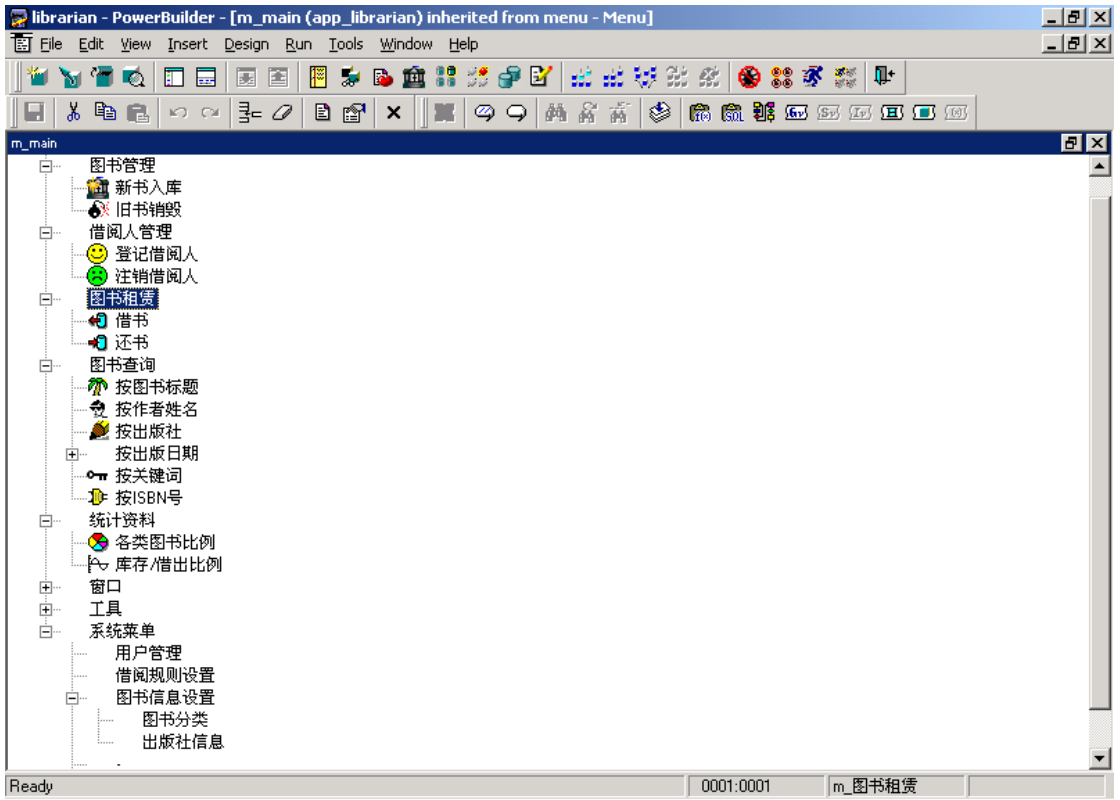 librarian - PowerBuilder - [m_main (app_librarian) inherited from menu - Menu]
File Edit View Insert Design Run Tools Window Help
f(x) SQL Gv() Sv() Iv() (N)
m_main
图书管理
新书入库
旧书销毁
借阅人管理
登记借阅人
注销借阅人
图书租赁
借书
还书
图书查询
按图书标题
按作者姓名
按出版社
按出版日期
按关键词
按ISBN号
统计资料
各类图书比例
库存/借出比例
窗口
工具
系统菜单
用户管理
借阅规则设置
图书信息设置
图书分类
出版社信息
-
Ready 0001:0001 m_图书租赁